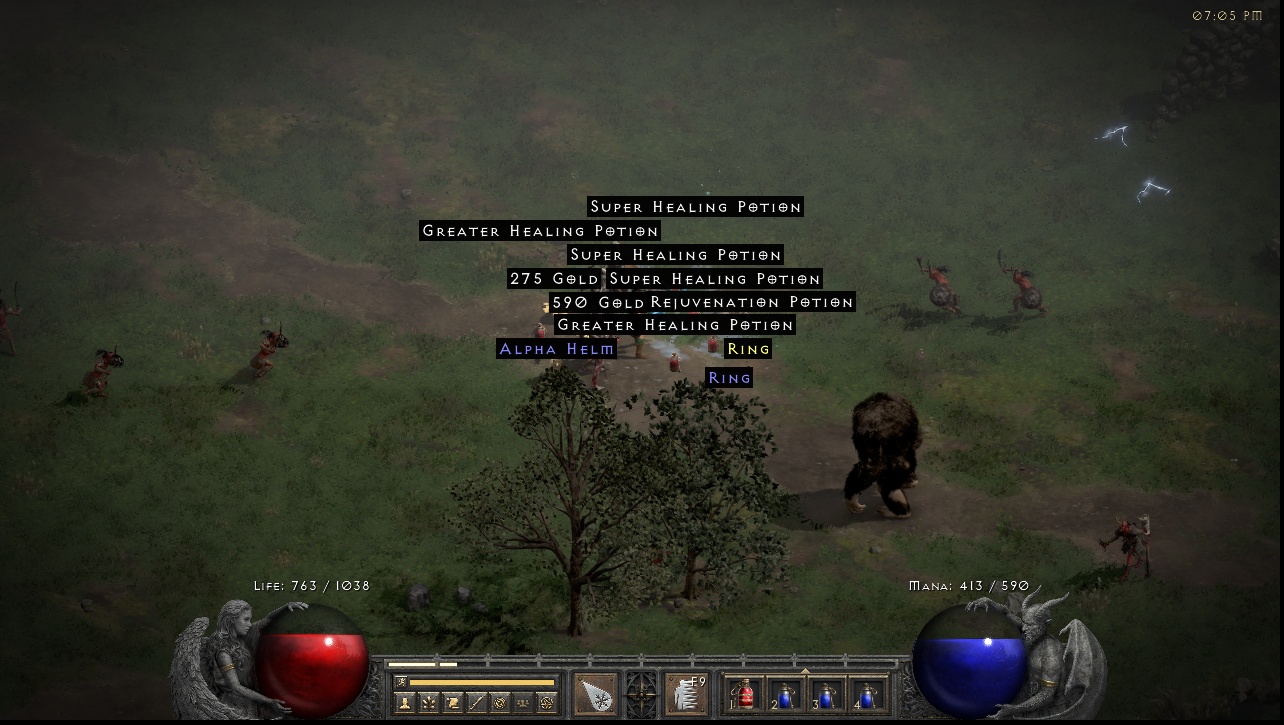 07:05 PM
Super Healing Potion
Greater Healing Potion
Super Healing Potion
275 Gold Super Healing Potion
590 Gold Rejuvenation Potion
Greater Healing Potion
Alpha Helm Ring
Ring
Life: 763 / 1038 Mana: 413 / 590
F9
1 2 3 4